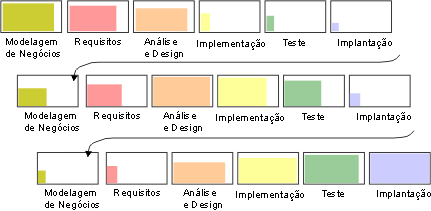 Modelagem de Negócios
Requisitos
Análise e Design
Implementação
Teste
Implantação
Modelagem de Negócios
Requisitos
Análise e Design
Implementação
Teste
Implantação
Modelagem de Negócios
Requisitos
Análise e Design
Implementação
Teste
Implantação